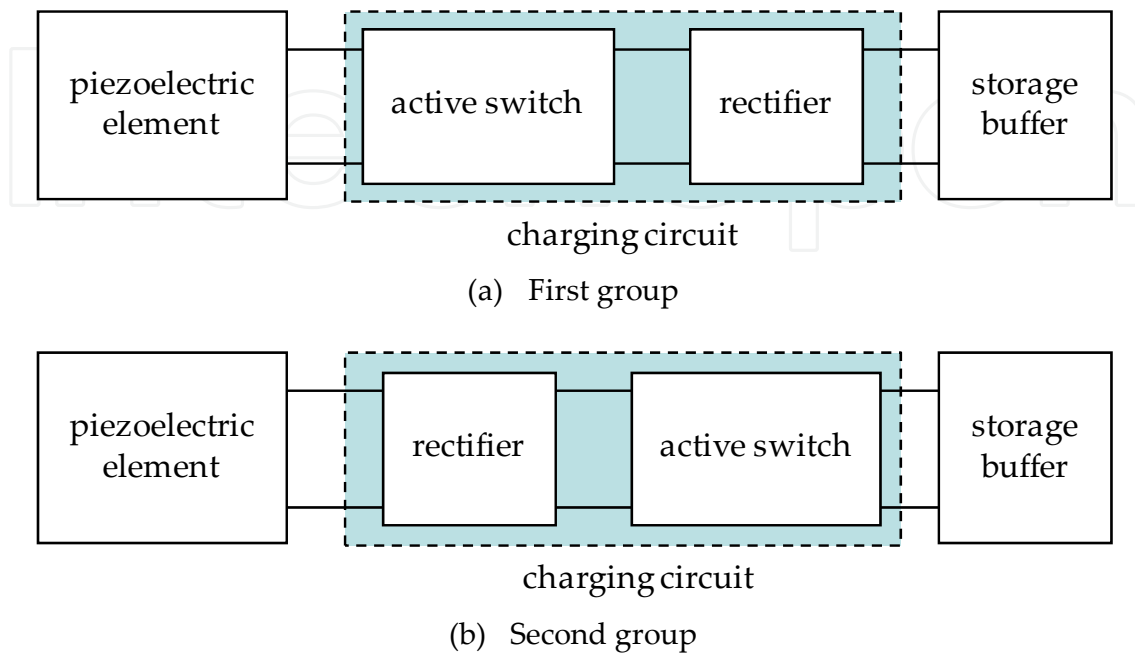 piezoelectric
element
active switch
rectifier
storage
buffer
charging circuit
(a) First group
piezoelectric
element
rectifier
active switch
storage
buffer
charging circuit
(b) Second group